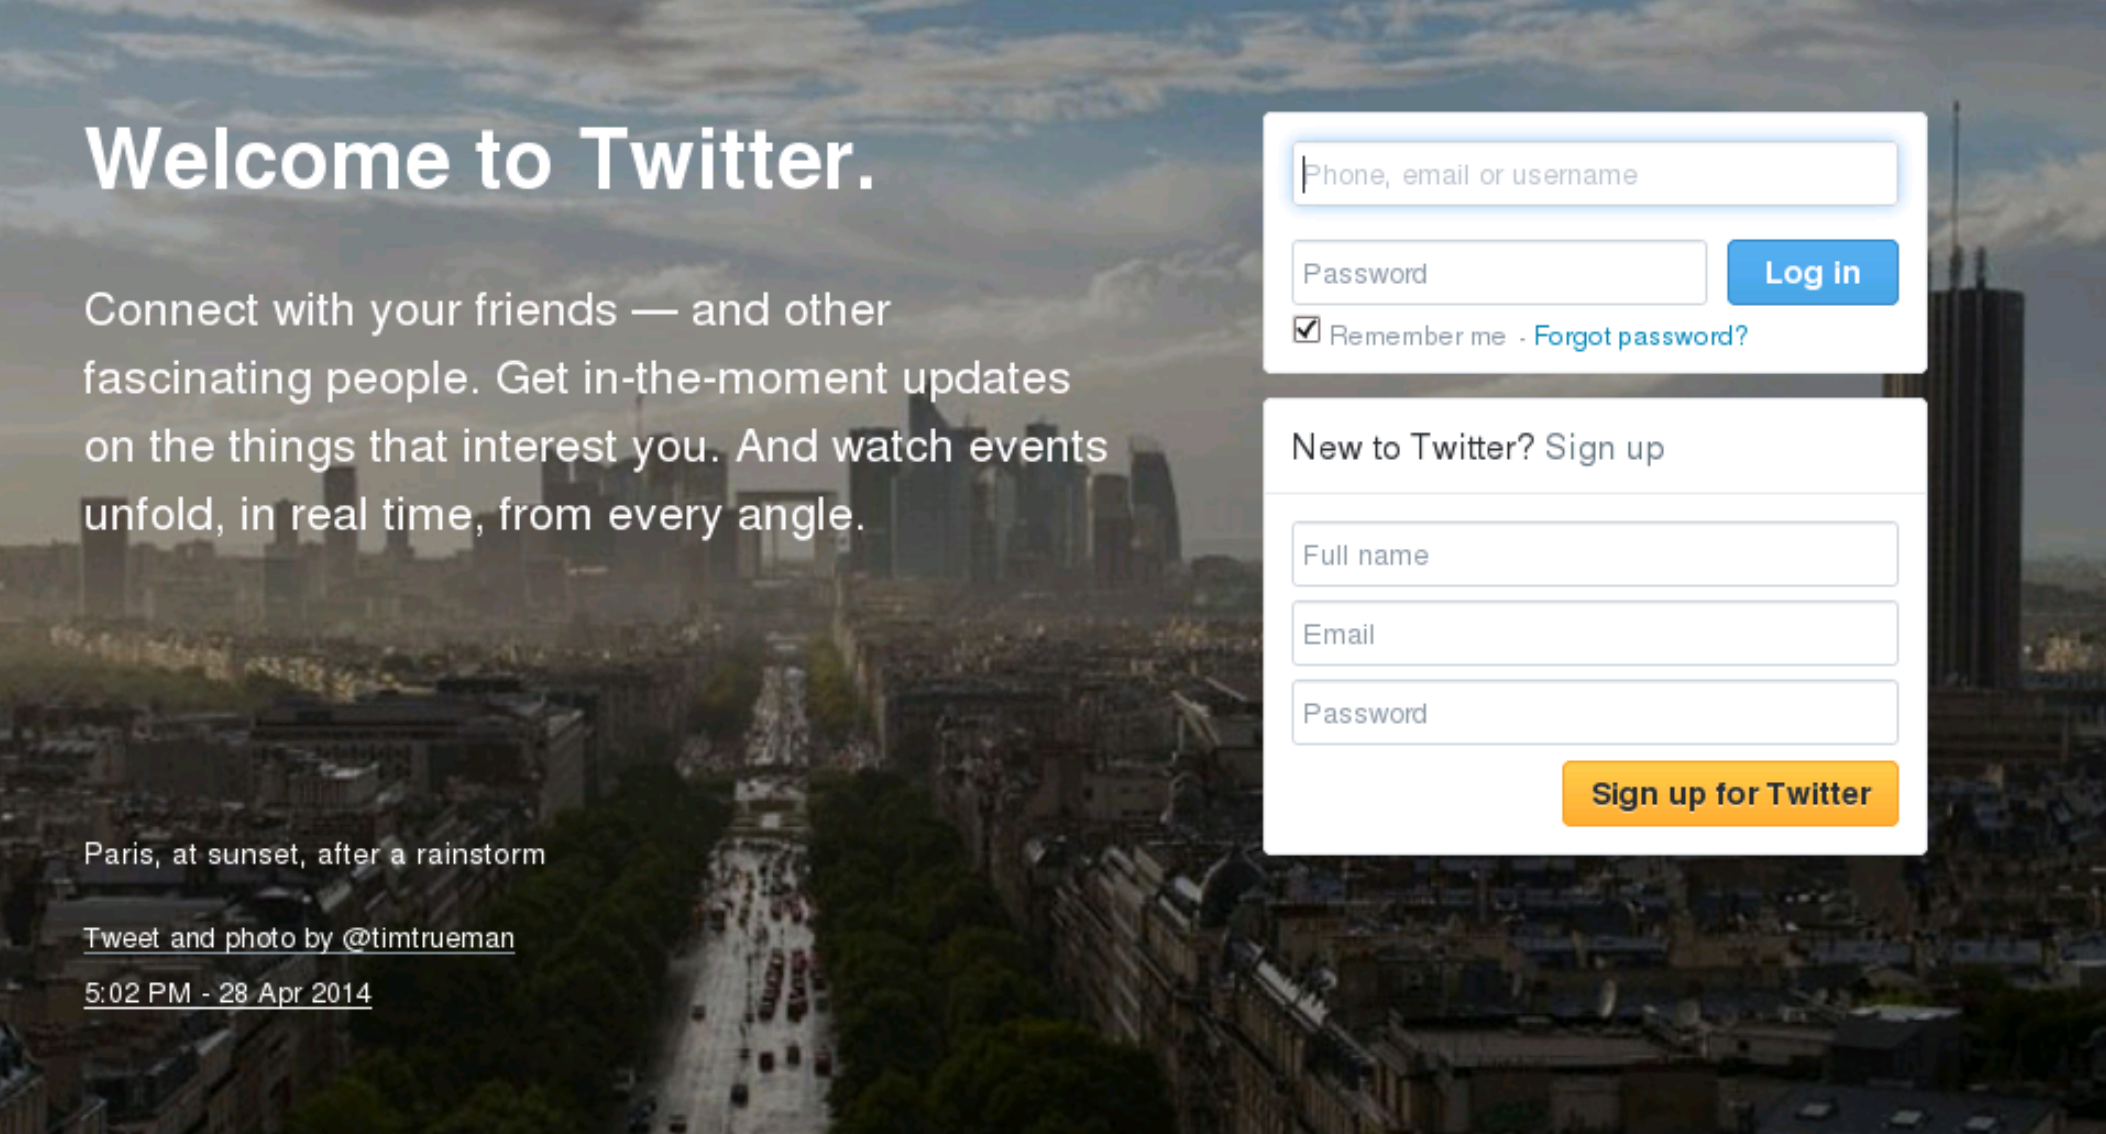 Welcome to Twitter.
Connect with your friends — and other
fascinating people. Get in-the-moment updates
on the things that interest you. And watch events
unfold, in real time, from every angle.
Paris, at sunset, after a rainstorm
Tweet and photo by @timtrueman
5:02 PM - 28 Apr 2014
Phone, email or username
Password
Log in
Remember me · Forgot password?
New to Twitter? Sign up
Full name
Email
Password
Sign up for Twitter